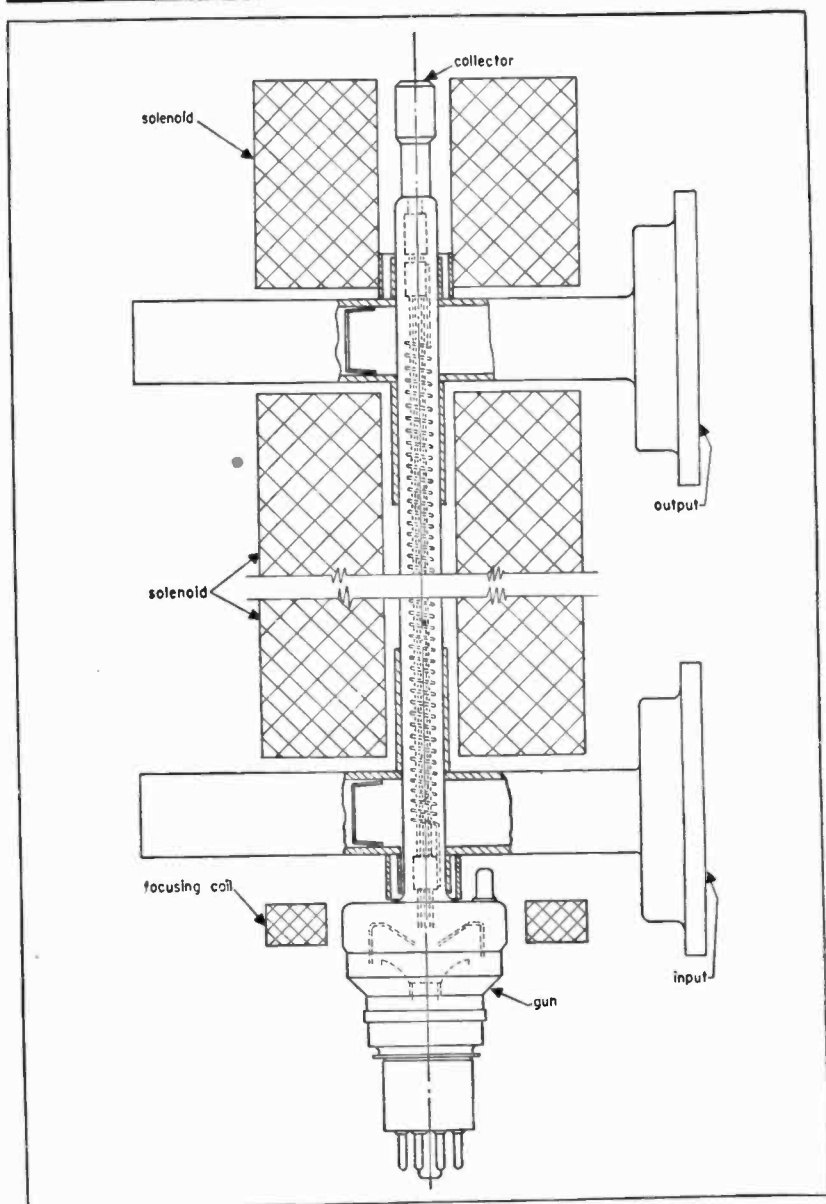 collector
solenoid
output
solenoid
focusing coil
input
gun